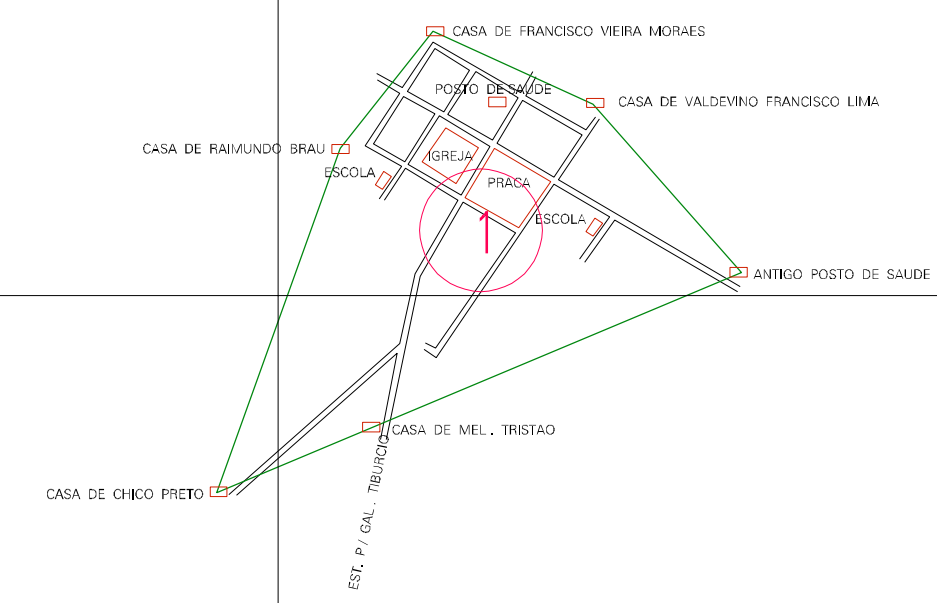 CASA DE FRANCISCO VIEIRA MORAES
POSTO DE SAUDE
CASA DE VALDEVINO FRANCISCO LIMA
CASA DE RAIMUNDO BRAU
IGREJA
ESCOLA
PRACA
ESCOLA
ANTIGO POSTO DE SAUDE
CASA DE MEL. TRISTAO
CASA DE CHICO PRETO
EST. P/ GAL. TIBURCIO